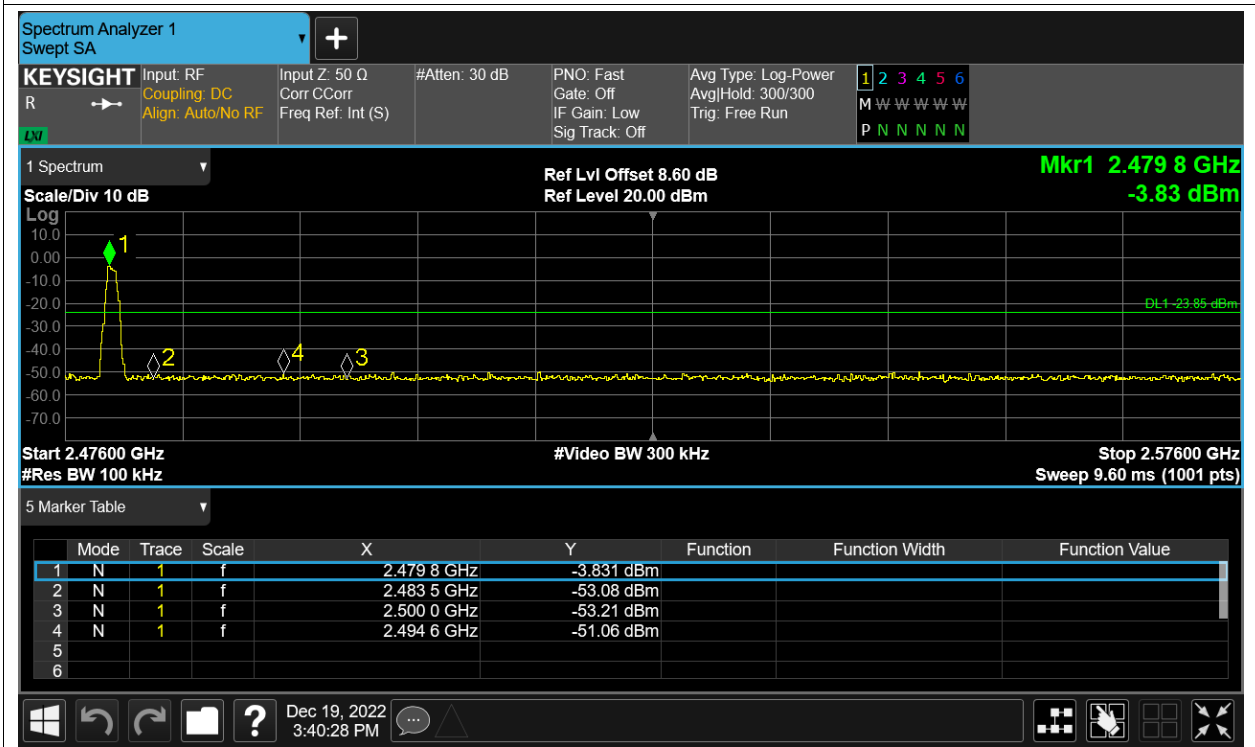 Spectrum Analyzer 1
Swept SA
KEYSIGHT Input: RF Input Z: 50 Ω #Atten: 30 dB PNO: Fast Avg Type: Log-Power 1 2 3 4 5 6
R Coupling: DC Corr CCorr Gate: Off Avg|Hold: 300/300 M W W W W W
Align: Auto/No RF Freq Ref: Int (S) IF Gain: Low Trig: Free Run
LXI Sig Track: Off P N N N N N
1 Spectrum Ref Lvl Offset 8.60 dB Mkr1 2.479 8 GHz
Scale/Div 10 dB Ref Level 20.00 dBm -3.83 dBm
Log
10.0
1
0.00
-10.0
-20.0
DL1 -23.85 dBm
-30.0
-40.0
2 4 3
-50.0
-60.0
-70.0
Start 2.47600 GHz #Video BW 300 kHz Stop 2.57600 GHz
#Res BW 100 kHz Sweep 9.60 ms (1001 pts)
5 Marker Table
Mode Trace Scale X Y Function Function Width Function Value
1 N 1 f 2.479 8 GHz -3.831 dBm
2 N 1 f 2.483 5 GHz -53.08 dBm
3 N 1 f 2.500 0 GHz -53.21 dBm
4 N 1 f 2.494 6 GHz -51.06 dBm
5
6
? Dec 19, 2022
3:40:28 PM